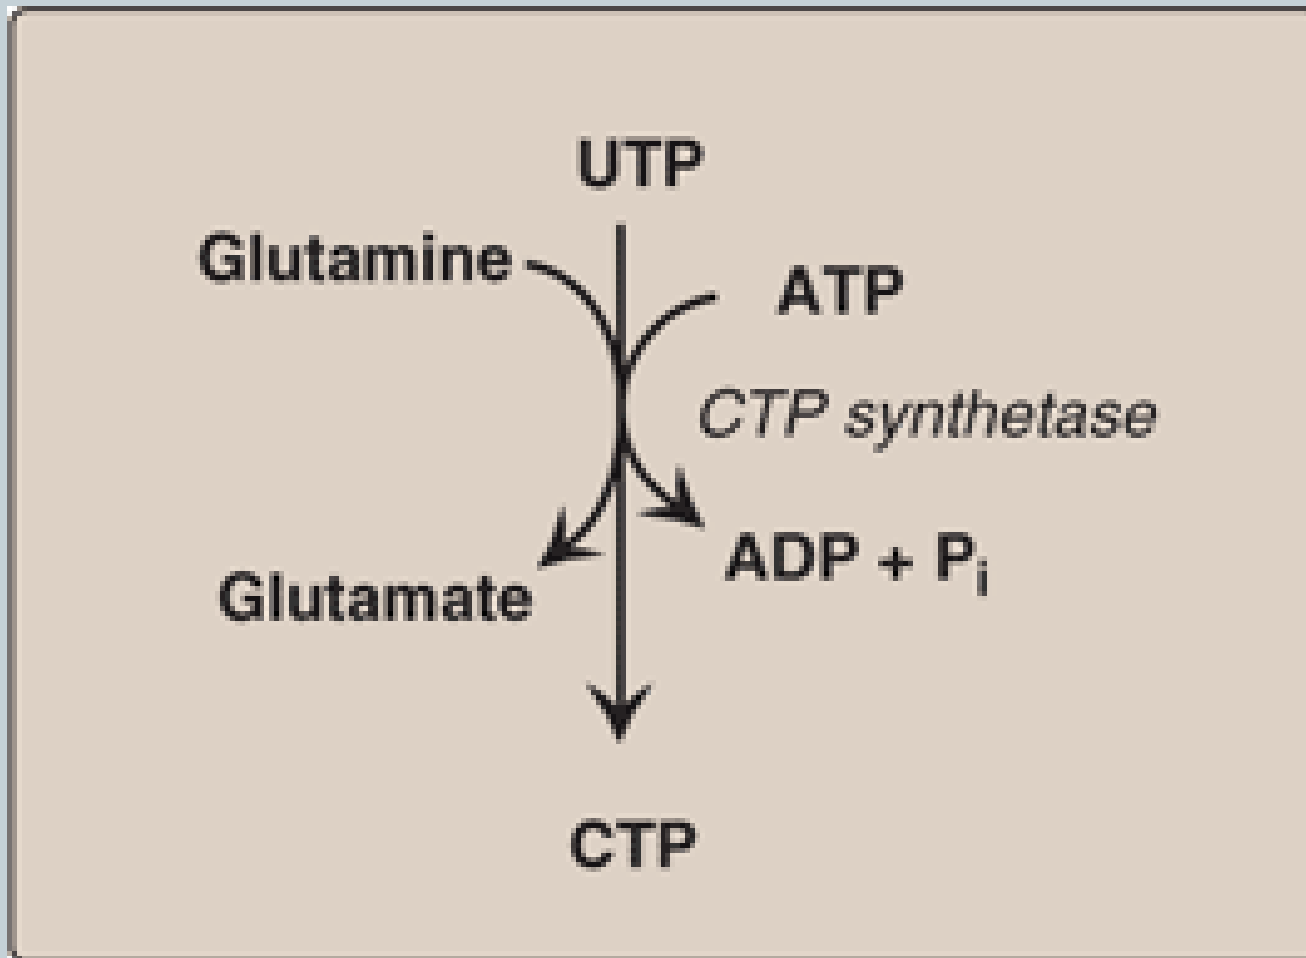 UTP
Glutamine
ATP
CTP synthetase
ADP + Pi
Glutamate
CTP